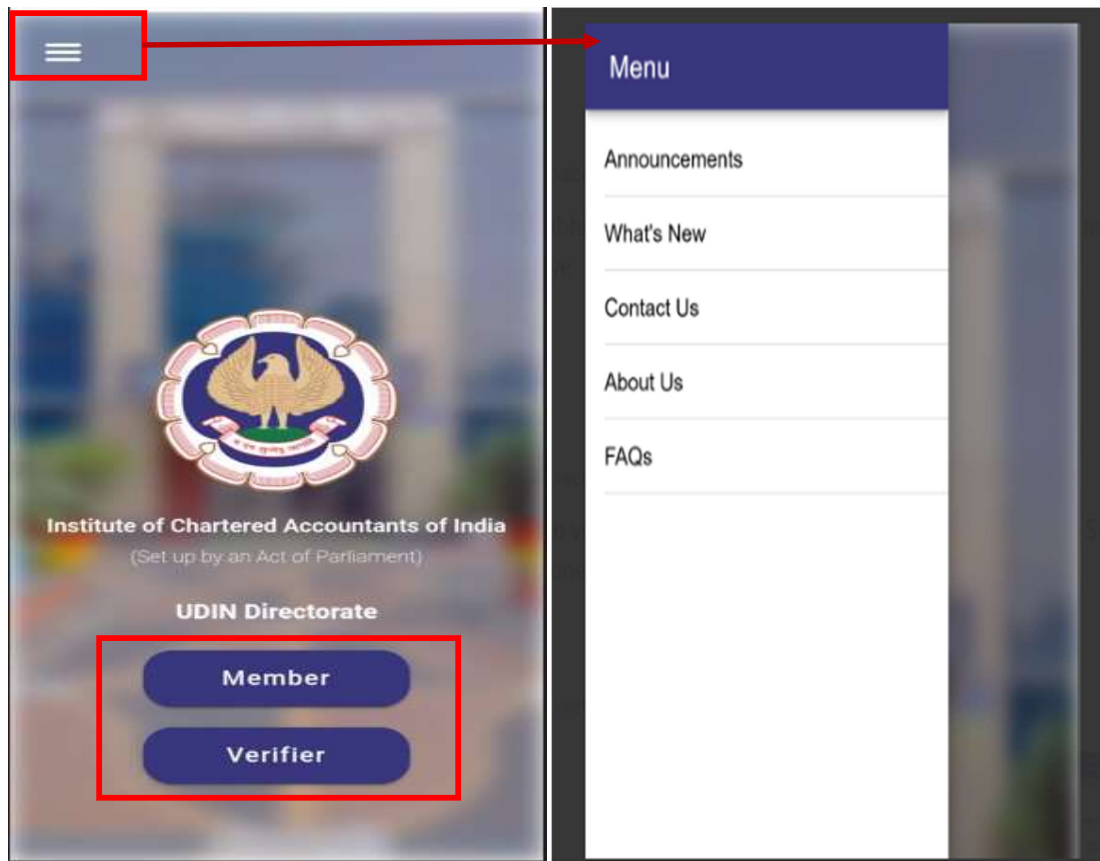 Institute of Chartered Accountants of India
(Set up by an Act of Parliament)
UDIN Directorate
Member
Verifier
Menu
Announcements
What's New
Contact Us
About Us
FAQs